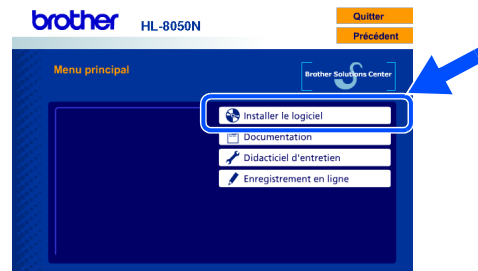 brother HL-8050N
Quitter
Précédent
Menu principal
Brother Solutions Center
Installer le logiciel
Documentation
Didacticiel d'entretien
Enregistrement en ligne